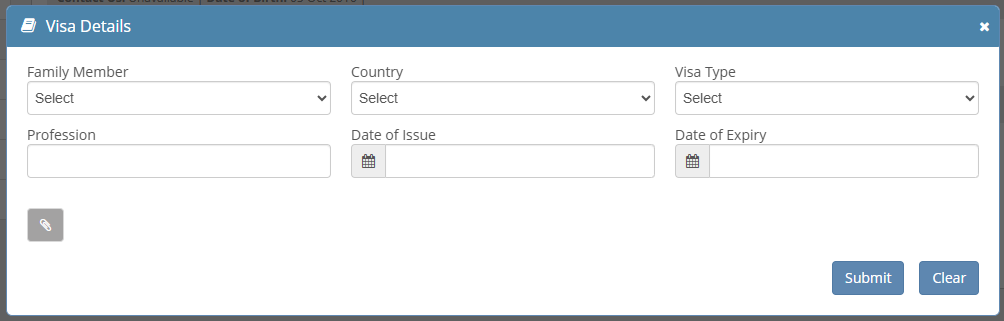 Visa Details
Family Member Country Visa Type
Select Select Select
Profession Date of Issue Date of Expiry
Submit Clear